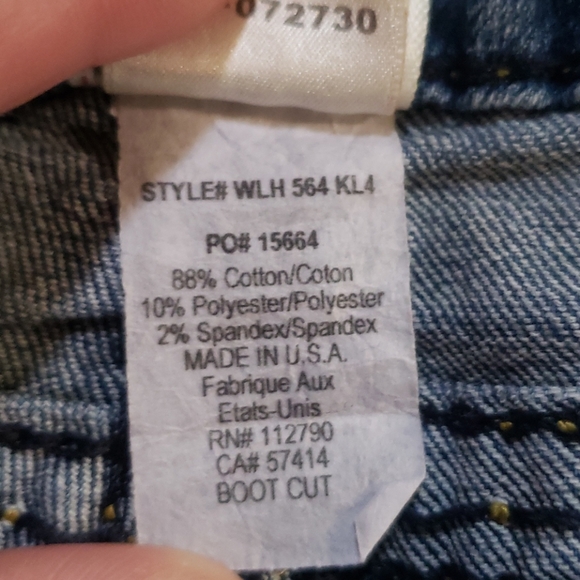 072730
STYLE# WLH 564 KL4
PO# 15664
88% Cotton/Coton
10% Polyester/Polyester
2% Spandex/Spandex
MADE IN U.S.A.
Fabrique Aux
Etats-Unis
RN# 112790
CA# 57414
BOOT CUT